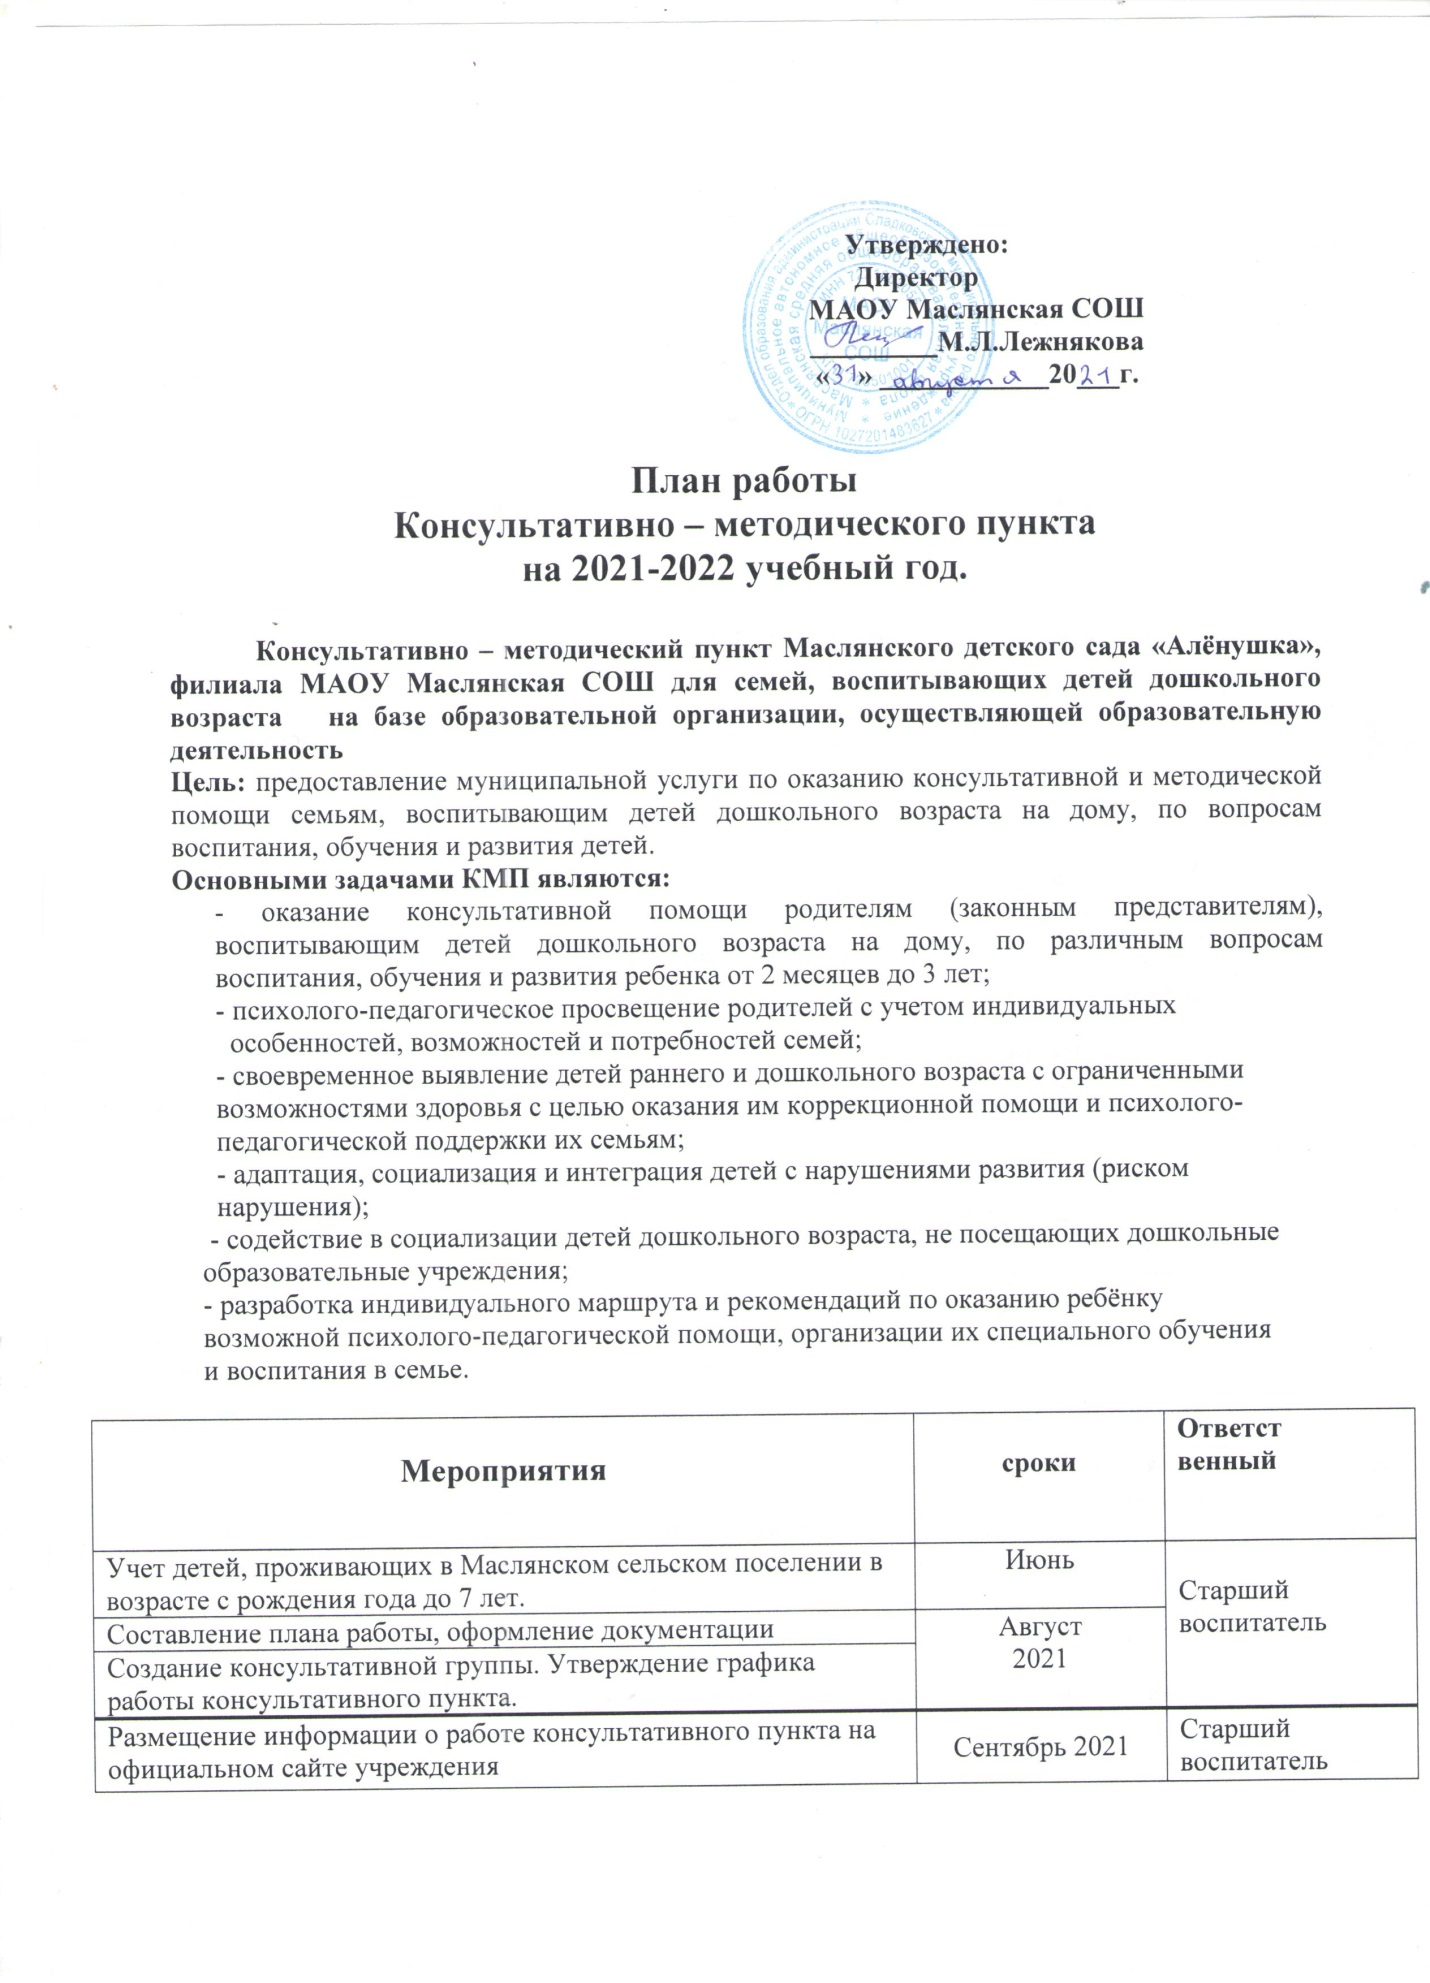 Утверждено:
Директор
МАОУ Маслянская СОШ
М.Л.Лежнякова
«31» августа 2021 г.
МАОУ
Маслянская
СОШ
ОГРН 1027201483627
План работы
Консультативно – методического пункта
на 2021-2022 учебный год.
Консультативно – методический пункт Маслянского детского сада «Алёнушка»,
филиала МАОУ Маслянская СОШ для семей, воспитывающих детей дошкольного
возраста на базе образовательной организации, осуществляющей образовательную
деятельность
Цель: предоставление муниципальной услуги по оказанию консультативной и методической
помощи семьям, воспитывающим детей дошкольного возраста на дому, по вопросам
воспитания, обучения и развития детей.
Основными задачами КМП являются:
- оказание консультативной помощи родителям (законным представителям),
воспитывающим детей дошкольного возраста на дому, по различным вопросам
воспитания, обучения и развития ребенка от 2 месяцев до 3 лет;
- психолого-педагогическое просвещение родителей с учетом индивидуальных
особенностей, возможностей и потребностей семей;
- своевременное выявление детей раннего и дошкольного возраста с ограниченными
возможностями здоровья с целью оказания им коррекционной помощи и психолого-
педагогической поддержки их семьям;
- адаптация, социализация и интеграция детей с нарушениями развития (риском
нарушения);
- содействие в социализации детей дошкольного возраста, не посещающих дошкольные
образовательные учреждения;
- разработка индивидуального маршрута и рекомендаций по оказанию ребёнку
возможной психолого-педагогической помощи, организации их специального обучения
и воспитания в семье.
Мероприятия
сроки
Ответст
венный
Учет детей, проживающих в Маслянском сельском поселении в
возрасте с рождения года до 7 лет.
Июнь
Старший
воспитатель
Составление плана работы, оформление документации
Август
2021
Создание консультативной группы. Утверждение графика
работы консультативного пункта.
Размещение информации о работе консультативного пункта на
официальном сайте учреждения
Сентябрь 2021
Старший
воспитатель